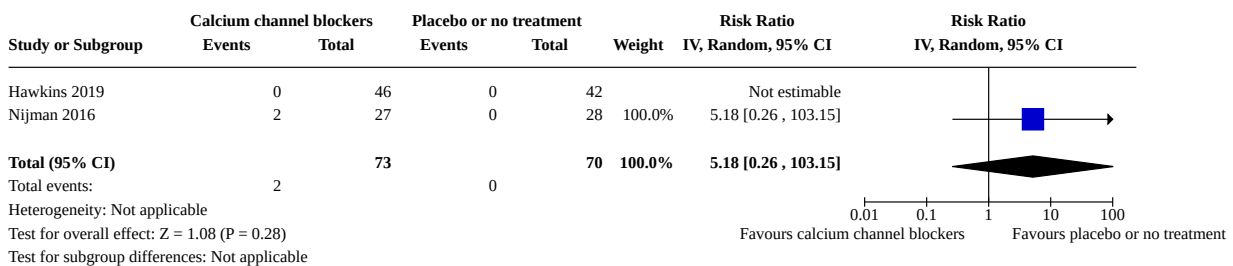 Calcium channel blockers Placebo or no treatment Risk Ratio Risk Ratio
Study or Subgroup Events Total Events Total Weight IV, Random, 95% CI IV, Random, 95% CI
Hawkins 2019 0 46 0 42 Not estimable
Nijman 2016 2 27 0 28 100.0% 5.18 [0.26 , 103.15]
Total (95% CI) 73 70 100.0% 5.18 [0.26 , 103.15]
Total events: 2 0
Heterogeneity: Not applicable
0.01 0.1 1 10 100
Test for overall effect: Z = 1.08 (P = 0.28)
Favours calcium channel blockers Favours placebo or no treatment
Test for subgroup differences: Not applicable